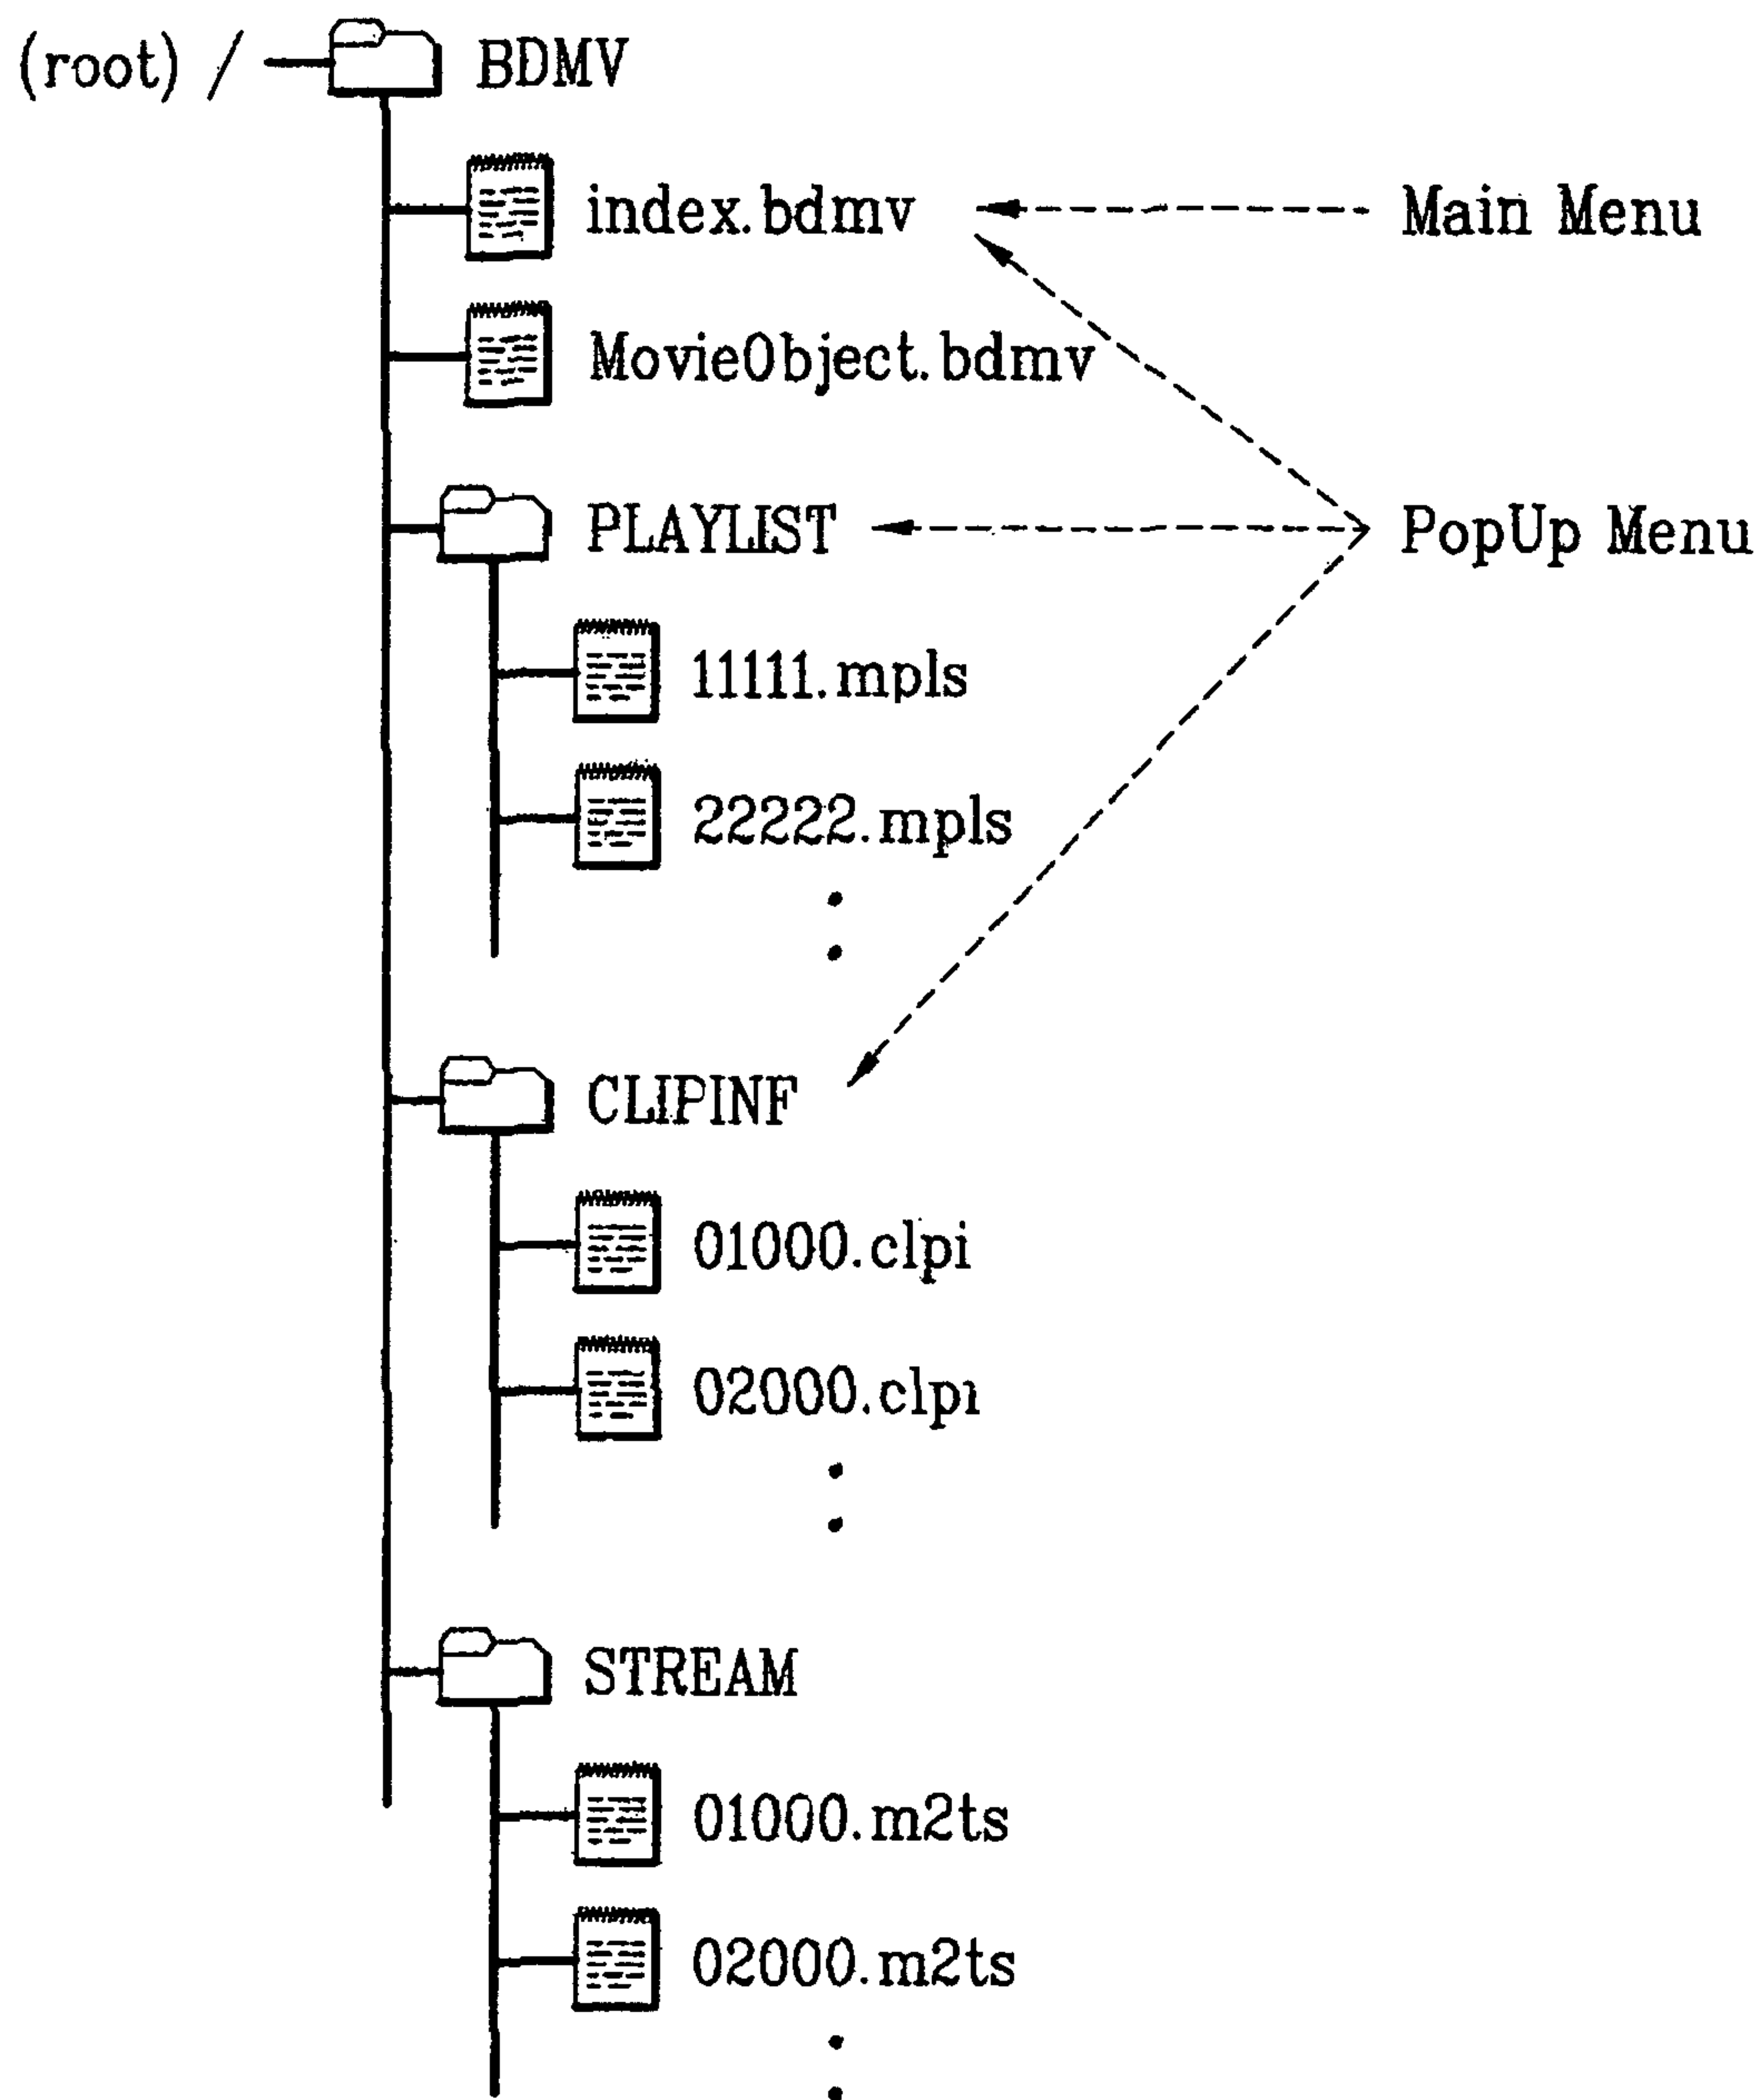 (root) / BDMV
index.bdmv Main Menu
MovieObject.bdmv
PLAYLIST PopUp Menu
11111.mpls
22222.mpls
CLIPINF
01000.clpi
02000.clpi
STREAM
01000.m2ts
02000.m2ts